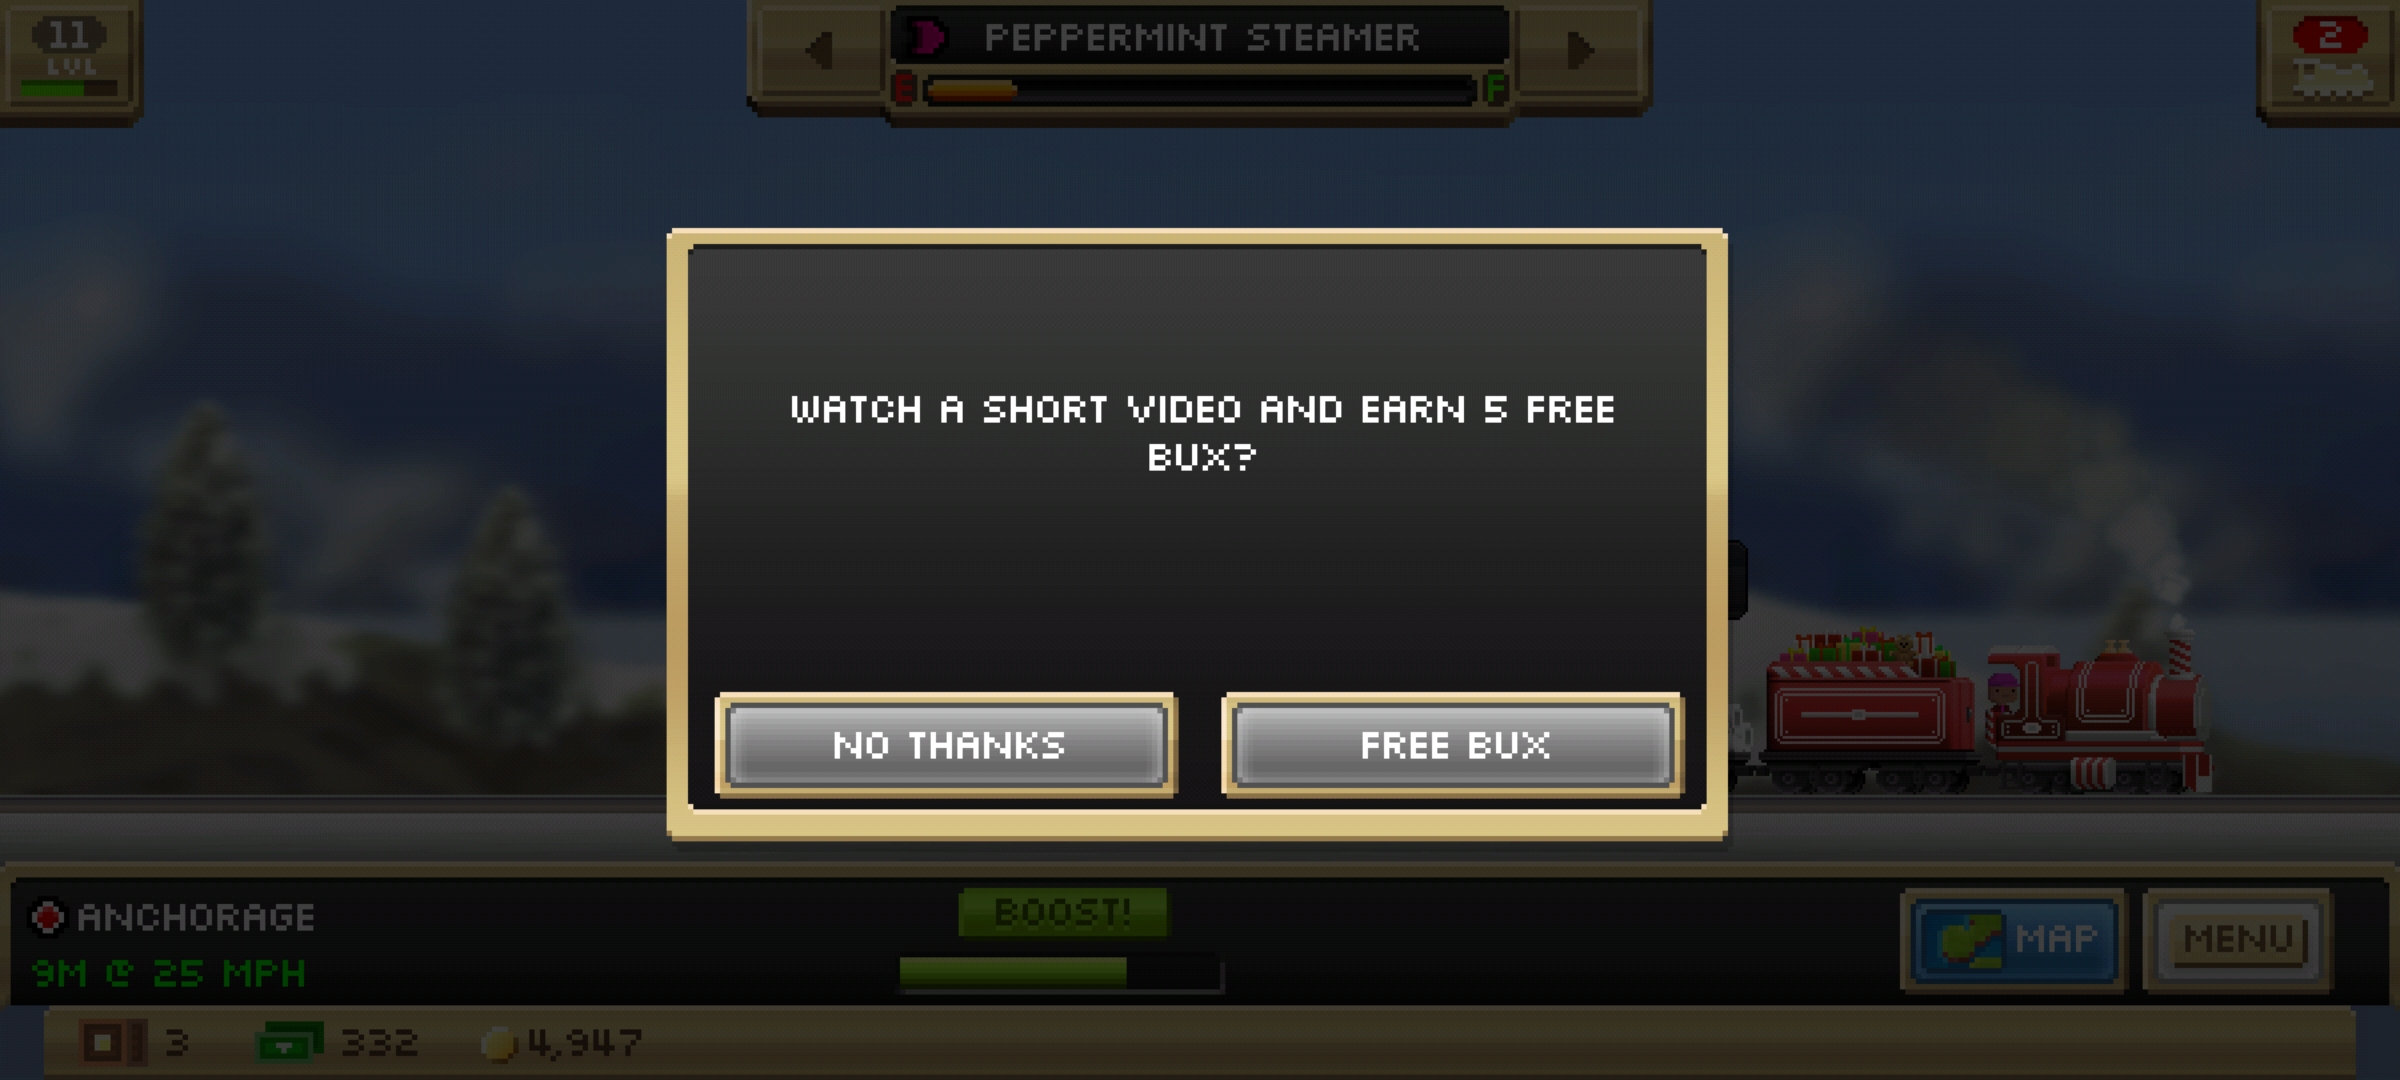 11
LVL
PEPPERMINT STEAMER
E
F
2
WATCH A SHORT VIDEO AND EARN 5 FREE
BUX?
NO THANKS
FREE BUX
ANCHORAGE
9M @ 25 MPH
BOOST!
MAP
MENU
3
332
4,947